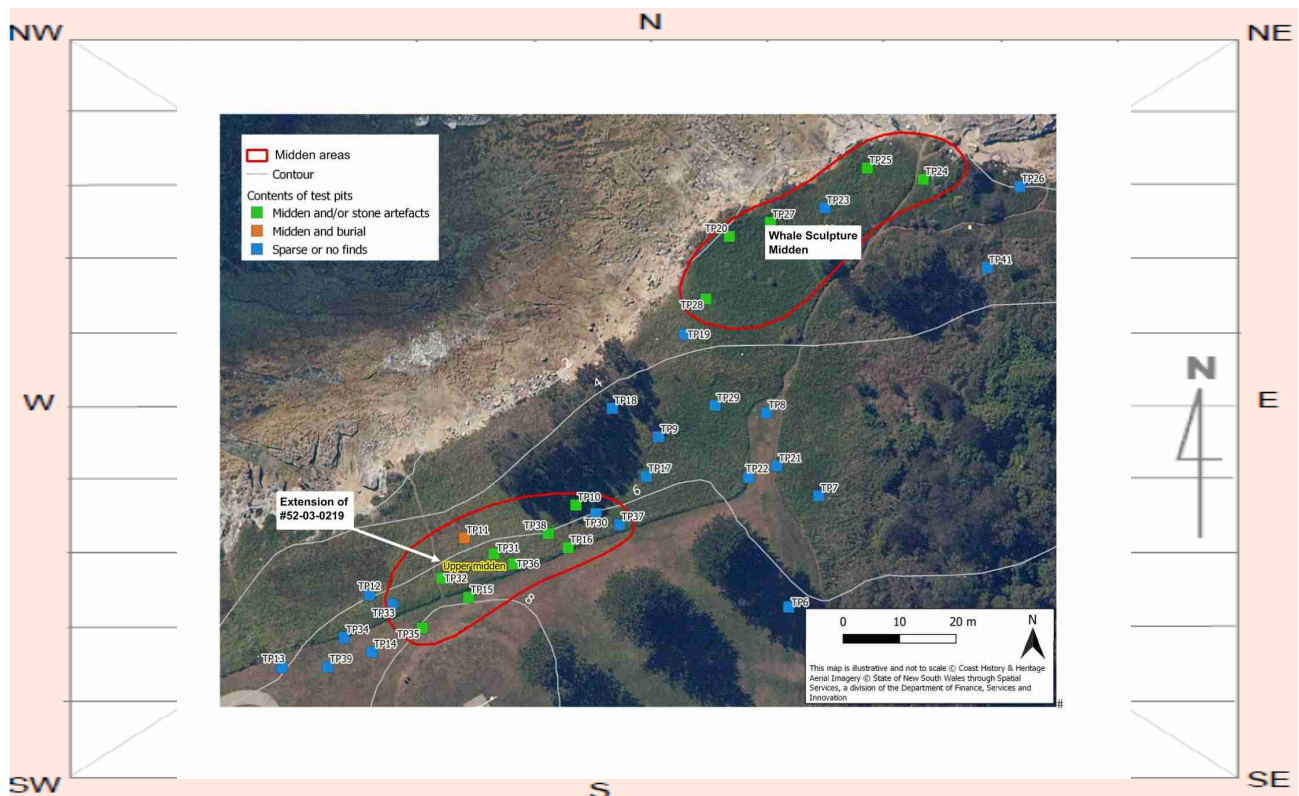 N
NW
NE
Midden areas
Contour
Contents of test pits
Midden and/or stone artefacts
Midden and burial
Sparse or no finds
TP25
TP24
TP26
TP23
TP27
TP20
Whale Sculpture
Midden
TP41
TP28
TP19
2
4
N
W
E
TP18
TP29
TP8
TP9
TP17
TP22
TP21
TP7
6
Extension of
#52-03-0219
TP10
TP30
TP37
TP11
TP38
TP16
TP31
TP36
Upper midden
TP32
TP15
8
TP12
TP33
TP6
TP35
TP34
TP14
TP13
TP39
0 10 20 m
N
This map is illustrative and not to scale © Coast History & Heritage
Aerial Imagery © State of New South Wales through Spatial
Services, a division of the Department of Finance, Services and
Innovation
#
SW
S
SE